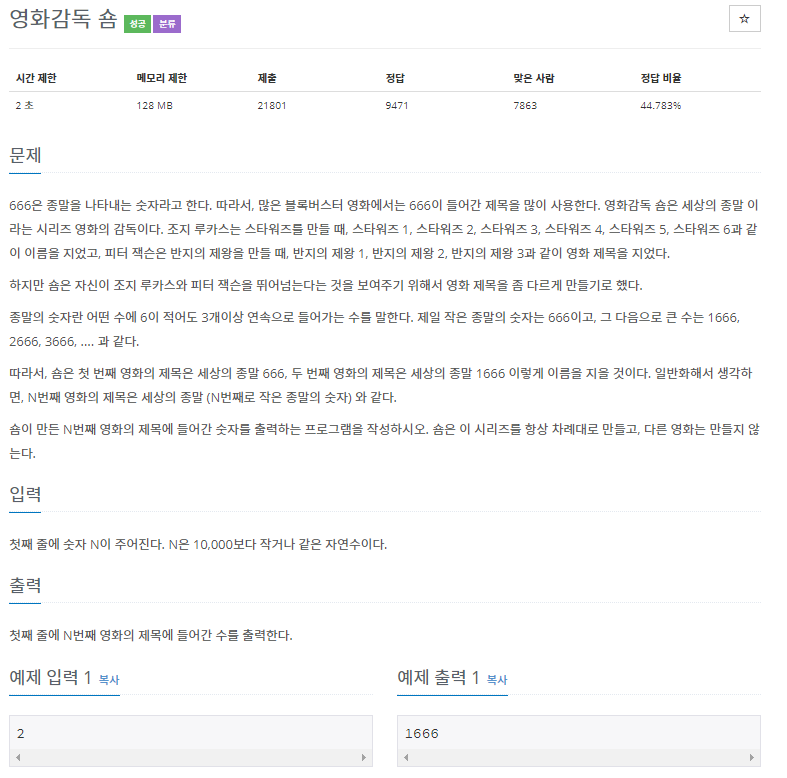 영화감독 숌 성공 분류
☆
시간 제한 메모리 제한 제출 정답 맞은 사람 정답 비율
2 초 128 MB 21801 9471 7863 44.783%
문제
666은 종말을 나타내는 숫자라고 한다. 따라서, 많은 블록버스터 영화에서는 666이 들어간 제목을 많이 사용한다. 영화감독 숌은 세상의 종말 이
라는 시리즈 영화의 감독이다. 조지 루카스는 스타워즈를 만들 때, 스타워즈 1, 스타워즈 2, 스타워즈 3, 스타워즈 4, 스타워즈 5, 스타워즈 6과 같
이 이름을 지었고, 피터 잭슨은 반지의 제왕을 만들 때, 반지의 제왕 1, 반지의 제왕 2, 반지의 제왕 3과 같이 영화 제목을 지었다.
하지만 숌은 자신이 조지 루카스와 피터 잭슨을 뛰어넘는다는 것을 보여주기 위해서 영화 제목을 좀 다르게 만들기로 했다.
종말의 숫자란 어떤 수에 6이 적어도 3개이상 연속으로 들어가는 수를 말한다. 제일 작은 종말의 숫자는 666이고, 그 다음으로 큰 수는 1666,
2666, 3666, .... 과 같다.
따라서, 숌은 첫 번째 영화의 제목은 세상의 종말 666, 두 번째 영화의 제목은 세상의 종말 1666 이렇게 이름을 지을 것이다. 일반화해서 생각하
면, N번째 영화의 제목은 세상의 종말 (N번째로 작은 종말의 숫자) 와 같다.
숌이 만든 N번째 영화의 제목에 들어간 숫자를 출력하는 프로그램을 작성하시오. 숌은 이 시리즈를 항상 차례대로 만들고, 다른 영화는 만들지 않
는다.
입력
첫째 줄에 숫자 N이 주어진다. N은 10,000보다 작거나 같은 자연수이다.
출력
첫째 줄에 N번째 영화의 제목에 들어간 수를 출력한다.
예제 입력 1 복사
2
예제 출력 1 복사
1666